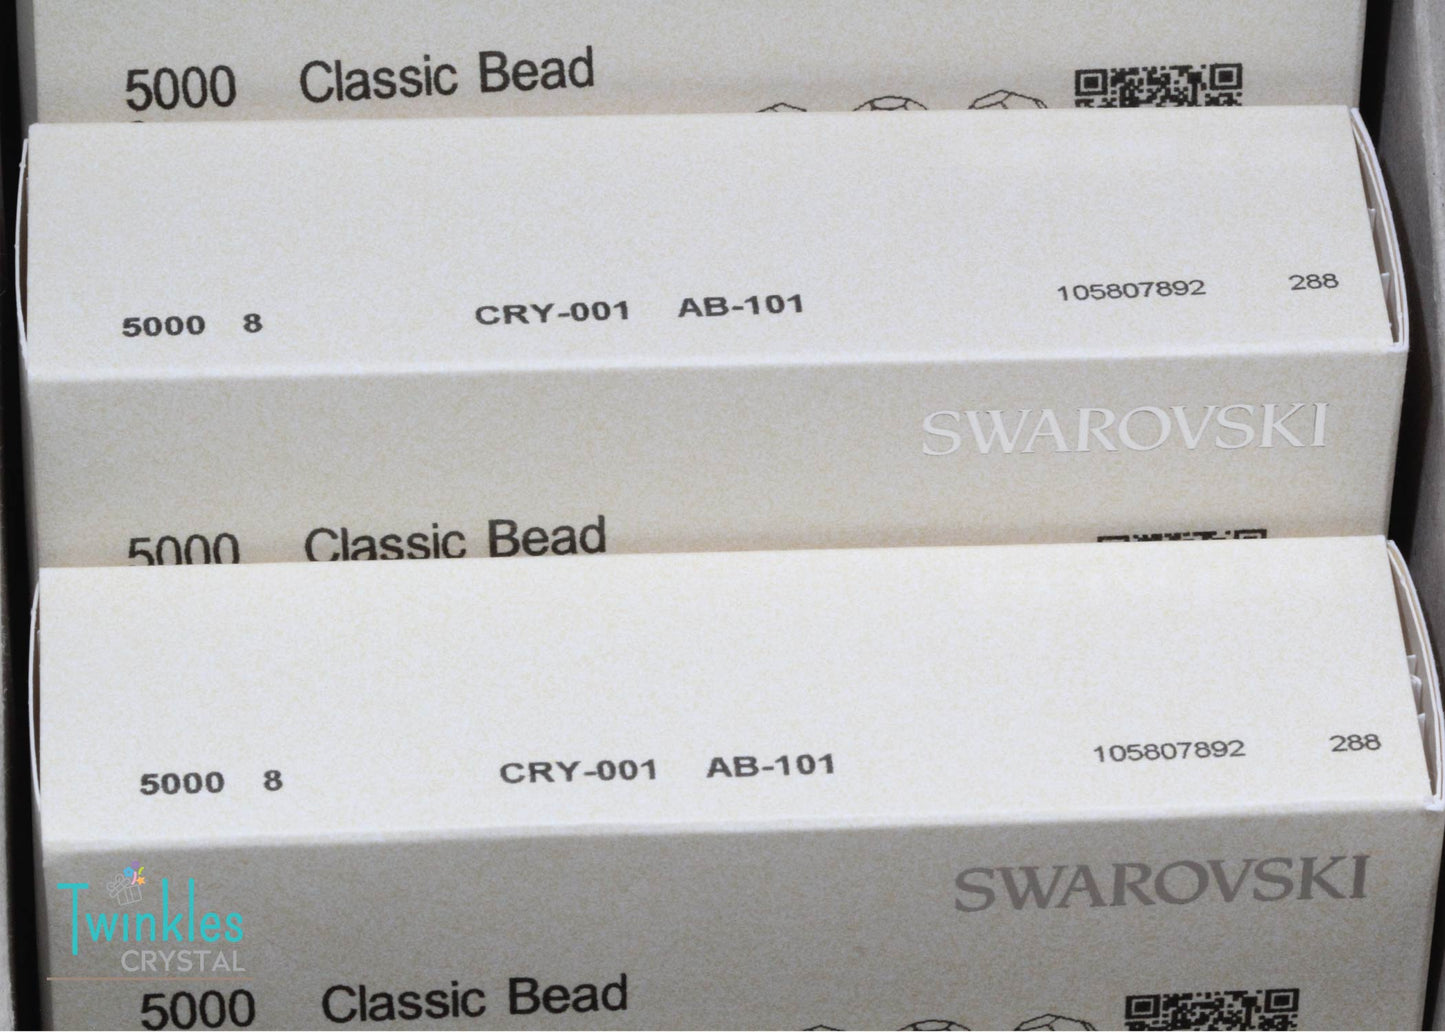 5000 Classic Bead
5000 8 CRY-001 AB-101 105807892 288
SWAROVSKI
5000 Classic Bead
5000 8 CRY-001 AB-101 105807892 288
SWAROVSKI
Twinkles
CRYSTAL
5000 Classic Bead